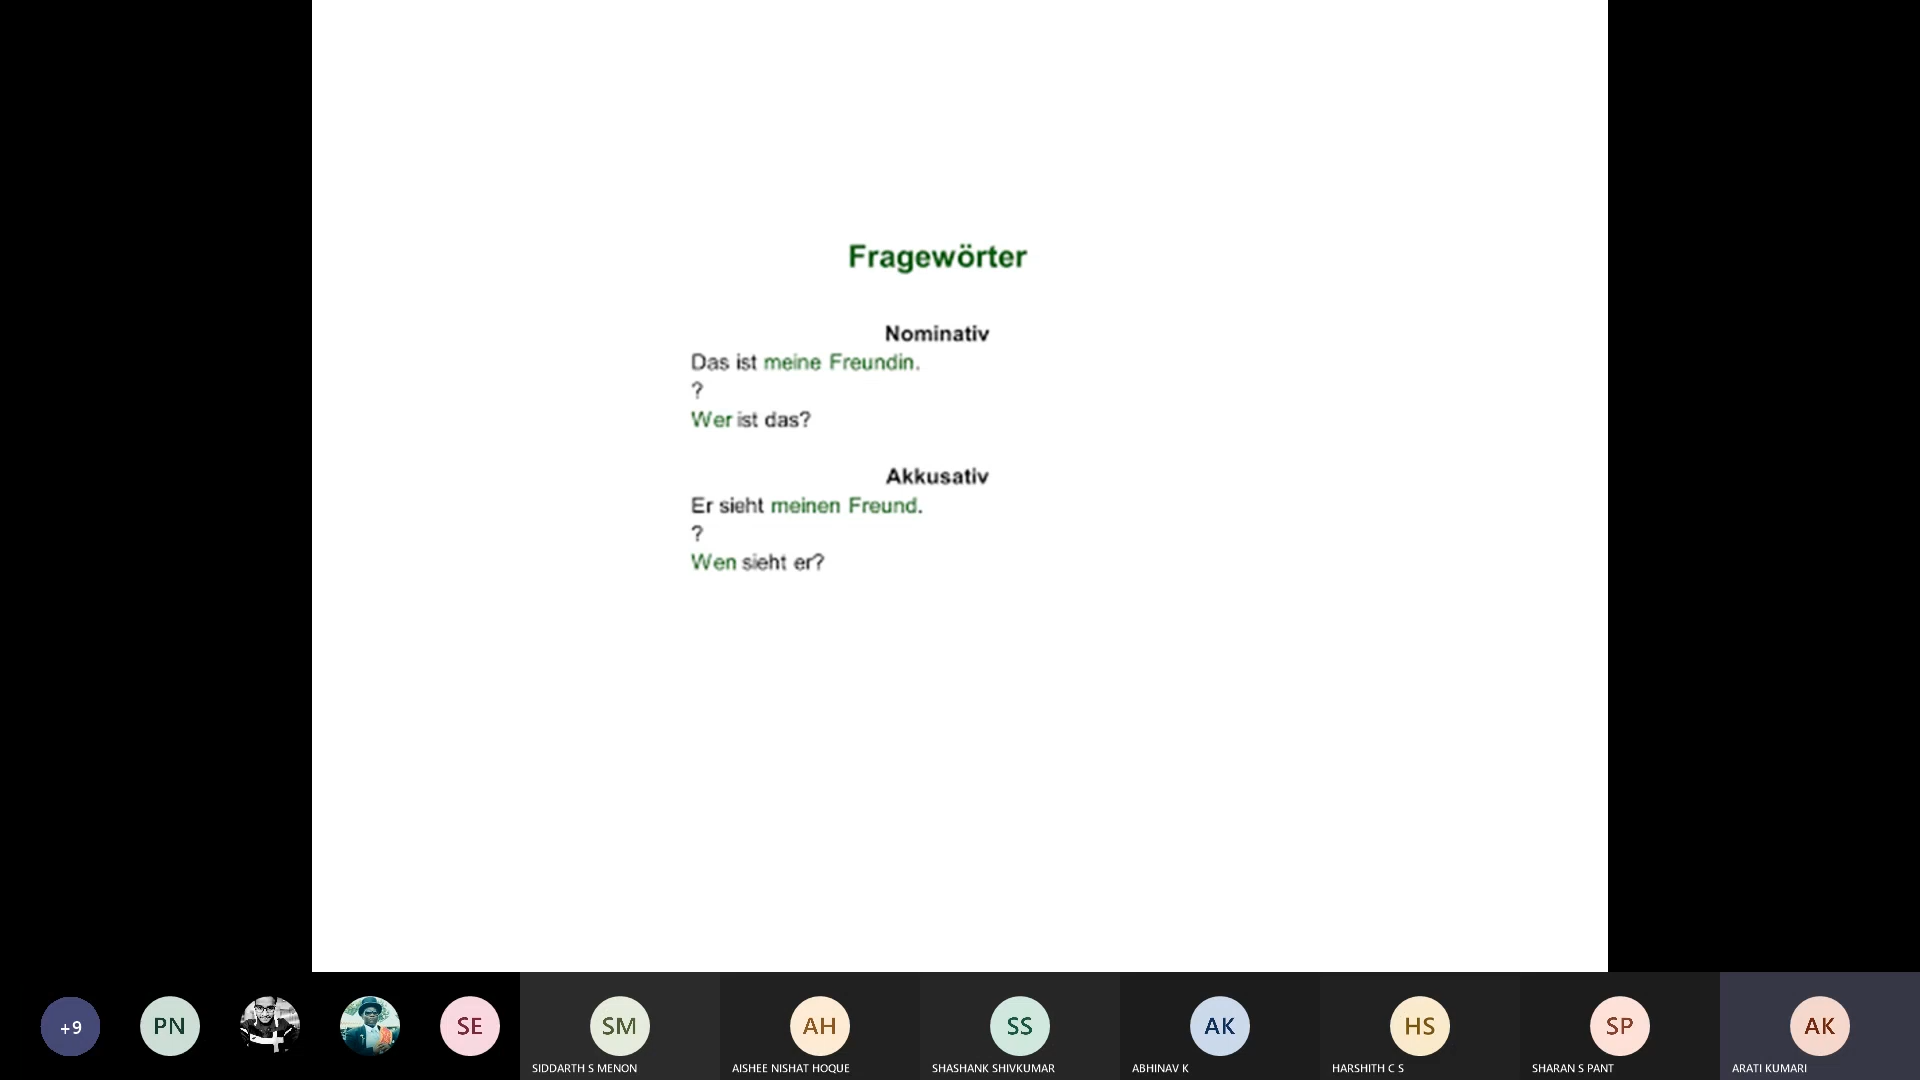 Fragewörter
Nominativ
Das ist meine Freundin.
?
Wer ist das?
Akkusativ
Er sieht meinen Freund.
?
Wen sieht er?
+9
PN
SE
SM
AH
SS
AK
HS
SP
AK
SIDDARTH S MENON
AISHEE NISHAT HOQUE
SHASHANK SHIVKUMAR
ABHINAV K
HARSHITH C S
SHARAN S PANT
ARATI KUMARI